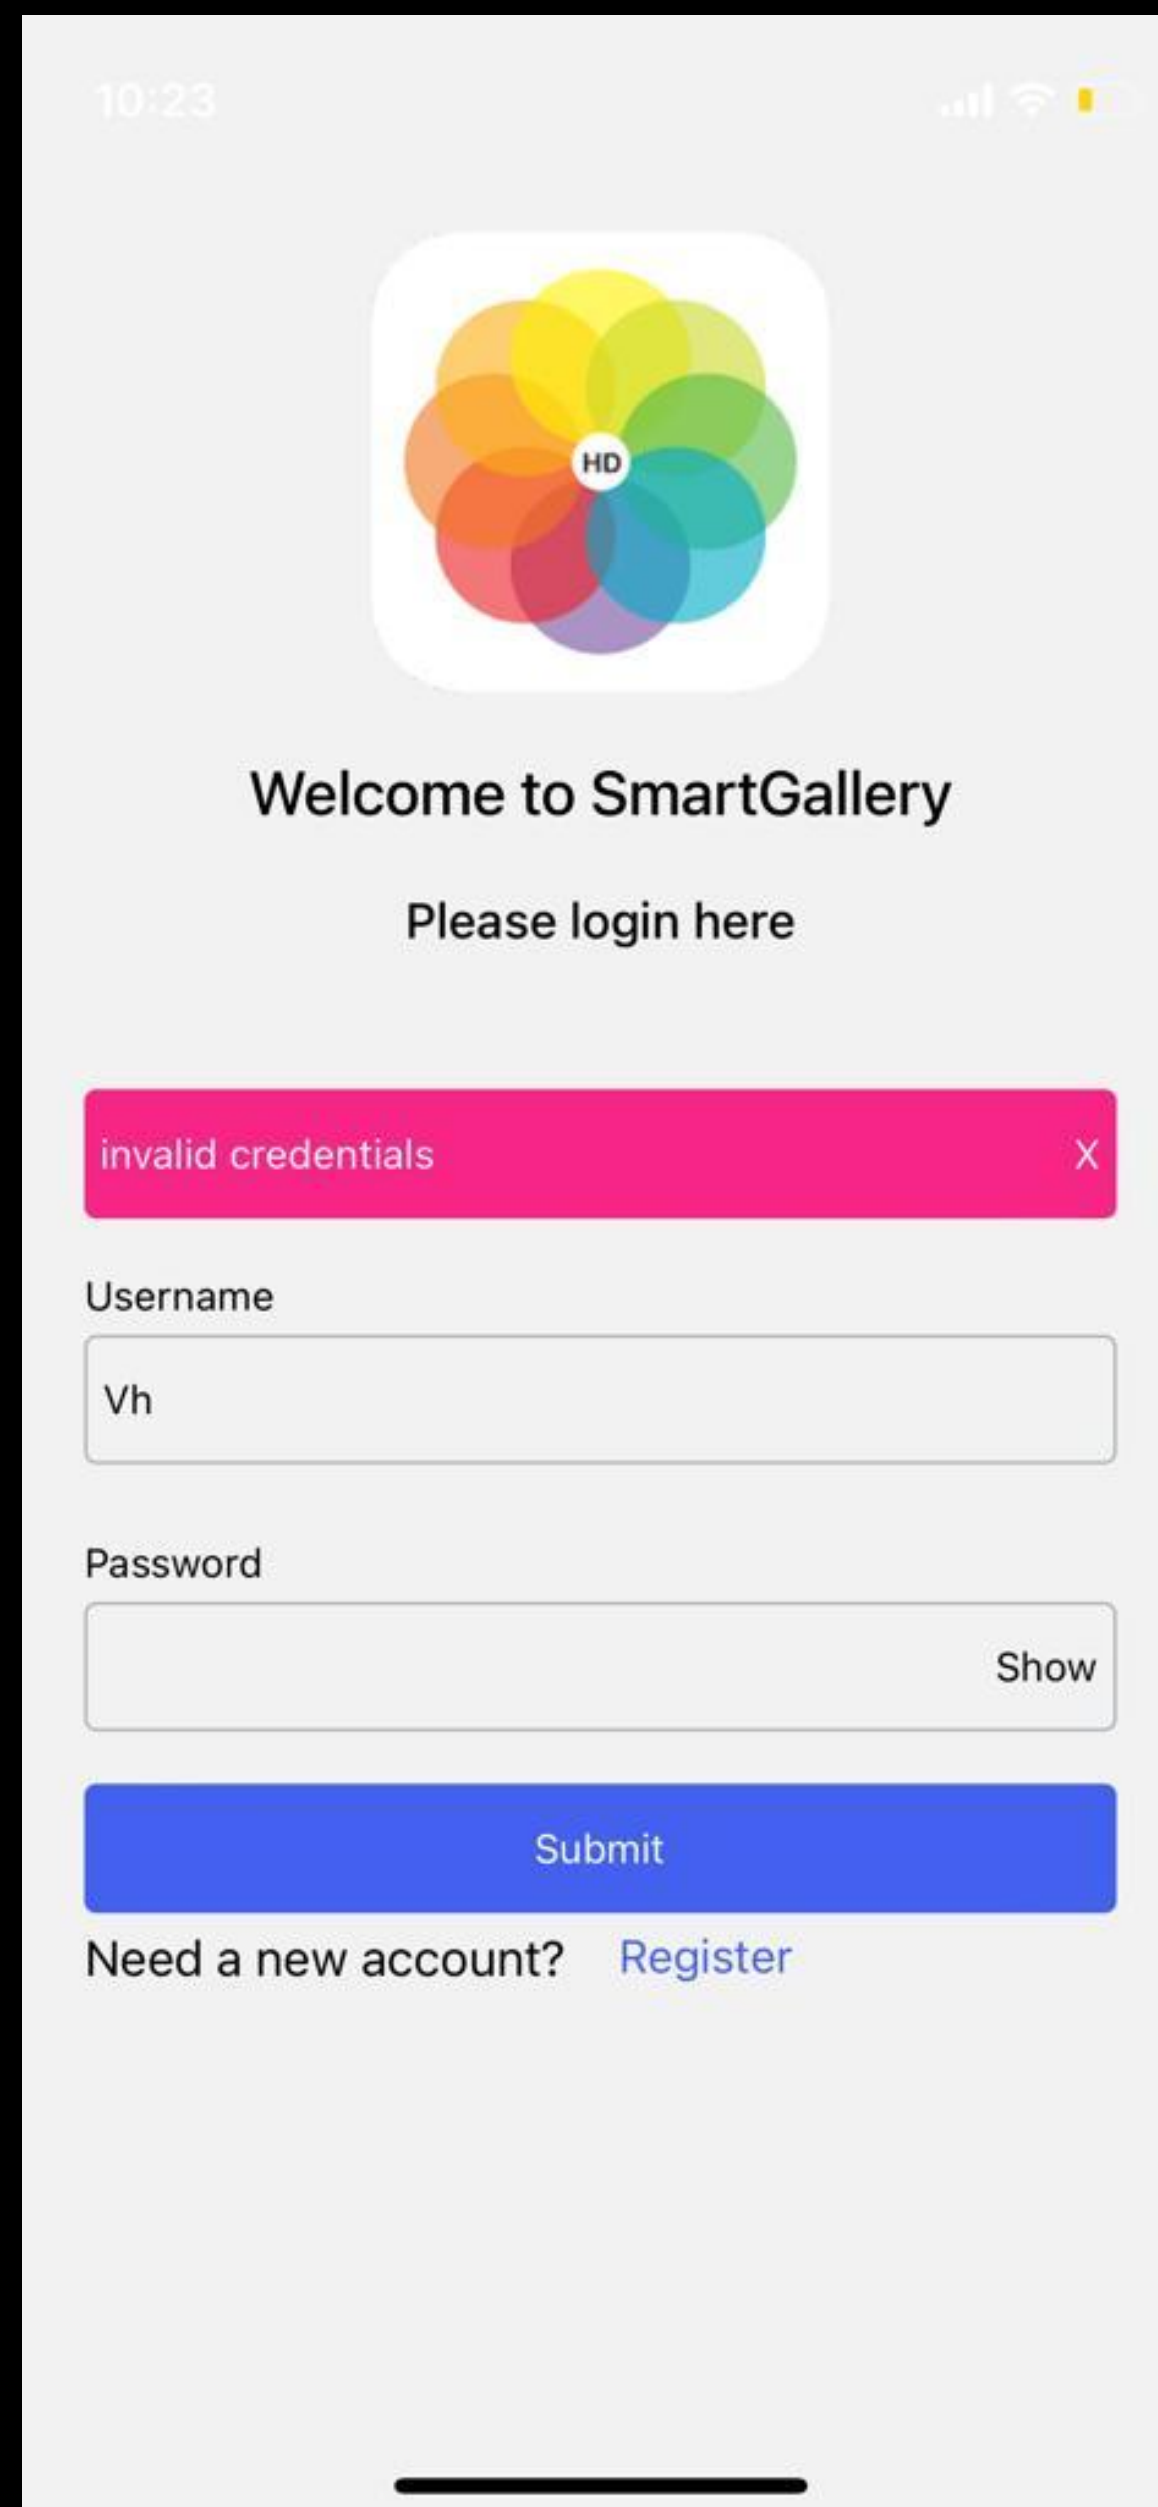 10:23
HD
Welcome to SmartGallery
Please login here
invalid credentials X
Username
Vh
Password
Show
Submit
Need a new account? Register